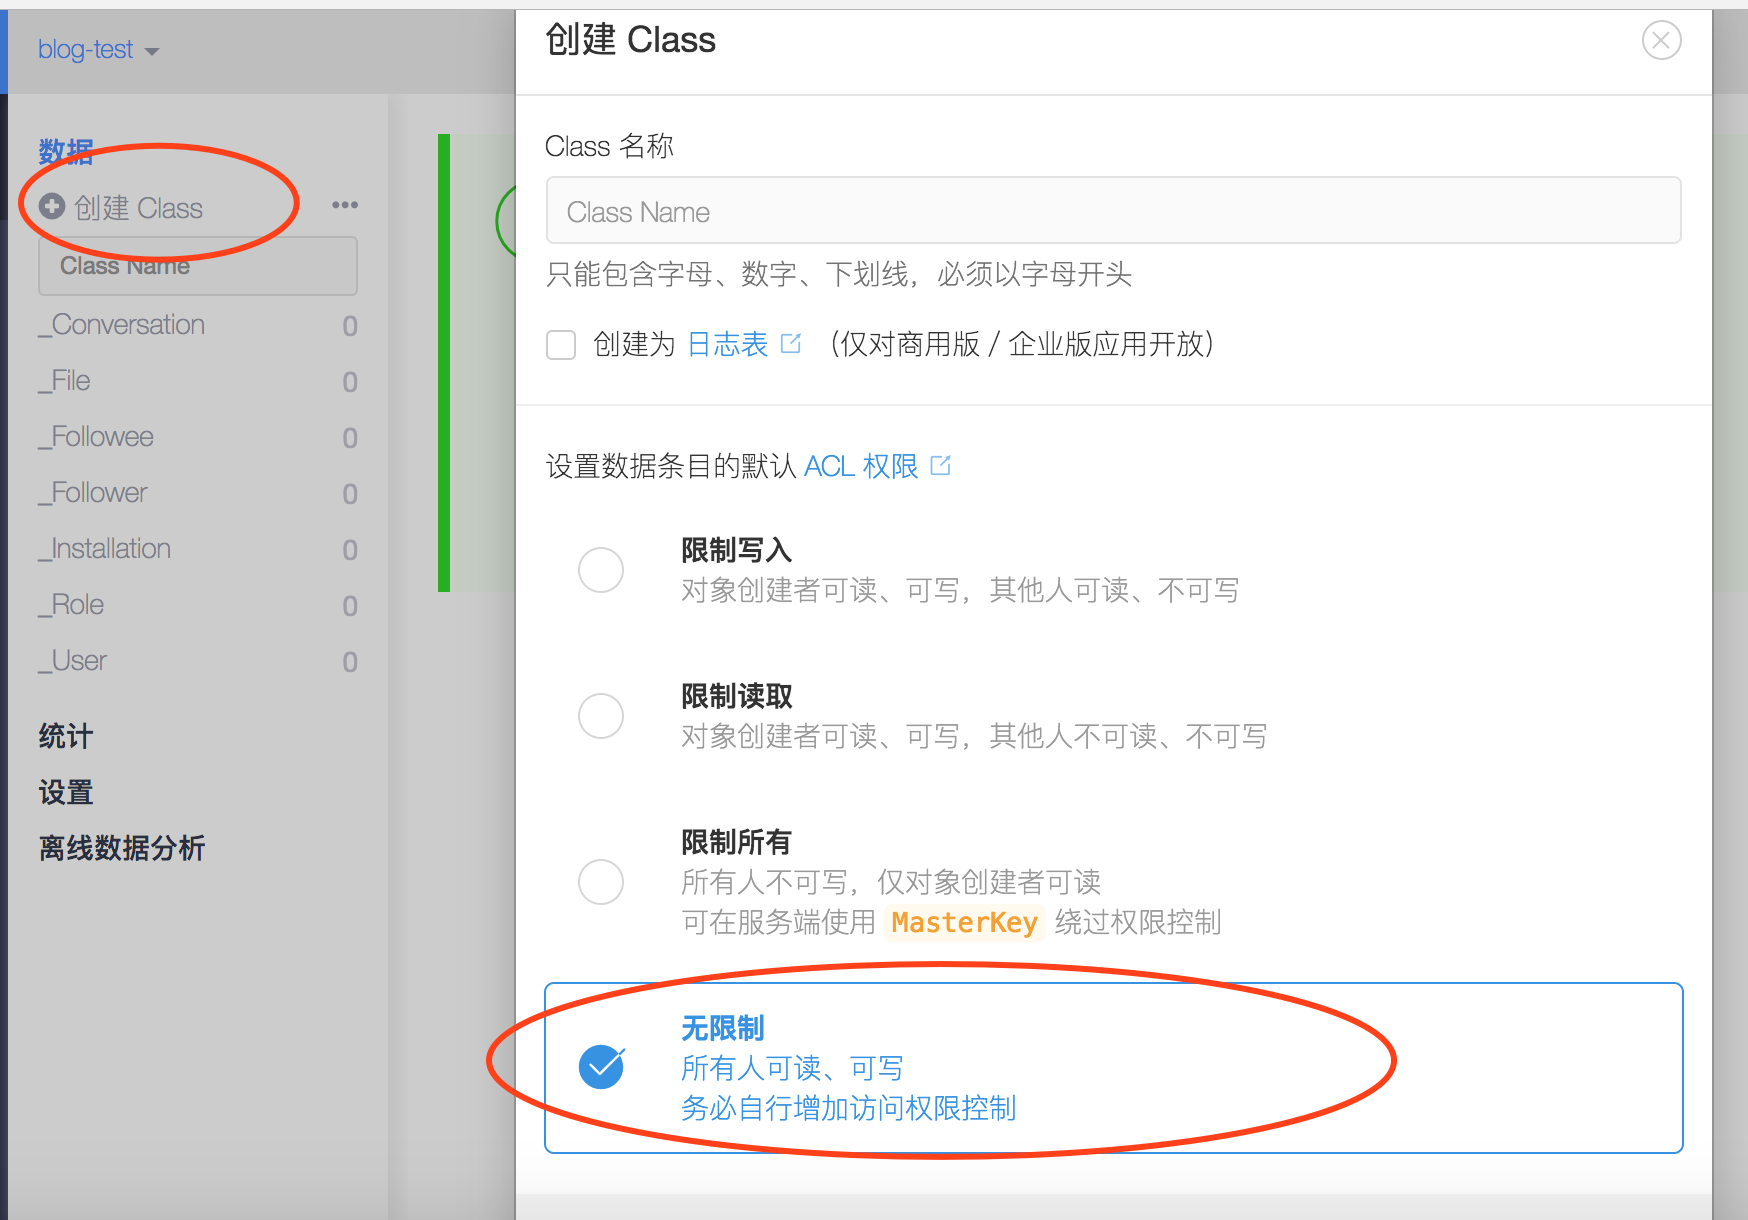 blog-test
数据
创建 Class
Class Name
_Conversation 0
_File 0
_Followee 0
_Follower 0
_Installation 0
_Role 0
_User 0
统计
设置
离线数据分析
创建 Class
Class 名称
Class Name
只能包含字母、数字、下划线，必须以字母开头
创建为 日志表 （仅对商用版 / 企业版应用开放）
设置数据条目的默认 ACL 权限
限制写入
对象创建者可读、可写，其他人可读、不可写
限制读取
对象创建者可读、可写，其他人不可读、不可写
限制所有
所有人不可写，仅对象创建者可读
可在服务端使用 MasterKey 绕过权限控制
无限制
所有人可读、可写
务必自行增加访问权限控制